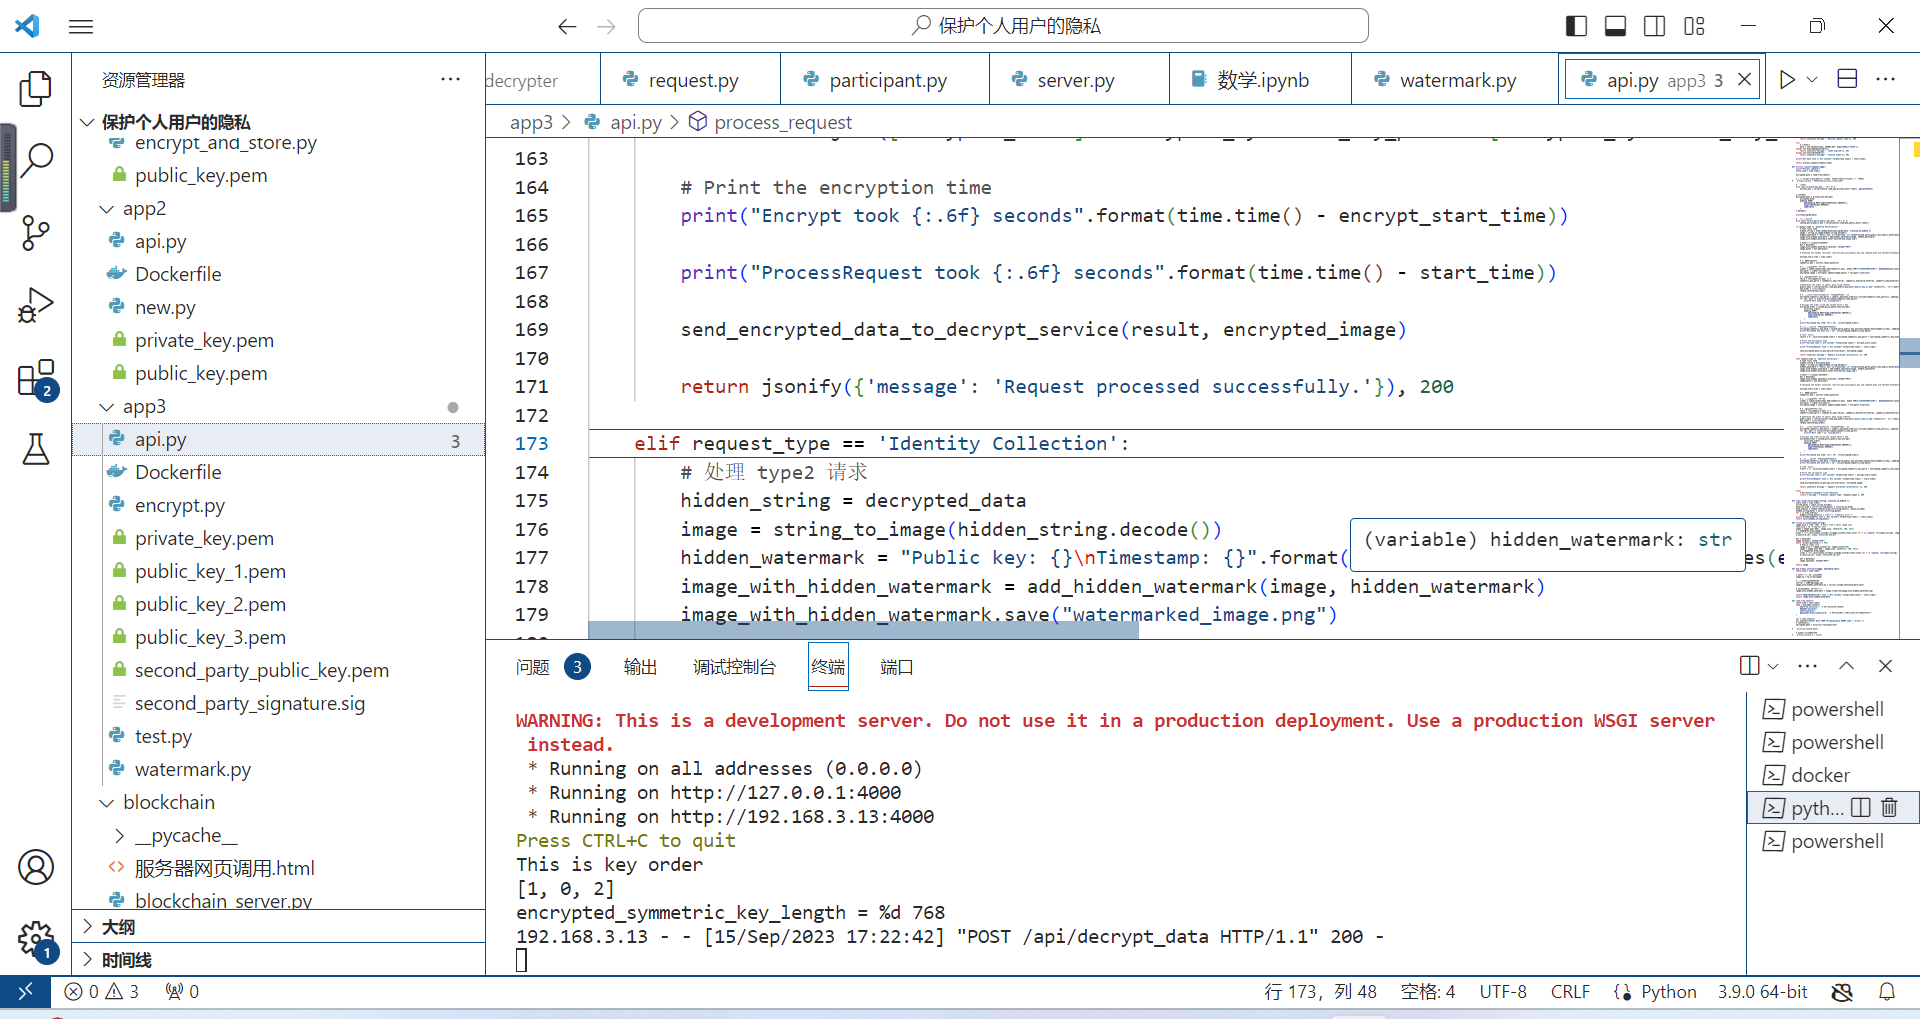 保护个人用户的隐私
资源管理器
decrypter
request.py
participant.py
server.py
数学.ipynb
watermark.py
api.py app3 3
app3 > api.py > process_request
保护个人用户的隐私
encrypt_and_store.py
public_key.pem
app2
api.py
Dockerfile
new.py
private_key.pem
public_key.pem
app3
api.py 3
Dockerfile
encrypt.py
private_key.pem
public_key_1.pem
public_key_2.pem
public_key_3.pem
second_party_public_key.pem
second_party_signature.sig
test.py
watermark.py
blockchain
__pycache__
服务器网页调用.html
blockchain_server.py
大纲
时间线
2
1
163
164 # Print the encryption time
165 print("Encrypt took {:.6f} seconds".format(time.time() - encrypt_start_time))
166
167 print("ProcessRequest took {:.6f} seconds".format(time.time() - start_time))
168
169 send_encrypted_data_to_decrypt_service(result, encrypted_image)
170
171 return jsonify({'message': 'Request processed successfully.'}), 200
172
173 elif request_type == 'Identity Collection':
174 # 处理 type2 请求
175 hidden_string = decrypted_data
176 image = string_to_image(hidden_string.decode())
177 hidden_watermark = "Public key: {}\nTimestamp: {}".format(
(variable) hidden_watermark: str
es(e
178 image_with_hidden_watermark = add_hidden_watermark(image, hidden_watermark)
179 image_with_hidden_watermark.save("watermarked_image.png")
问题 3 输出 调试控制台 终端 端口
WARNING: This is a development server. Do not use it in a production deployment. Use a production WSGI server
instead.
* Running on all addresses (0.0.0.0)
* Running on http://127.0.0.1:4000
* Running on http://192.168.3.13:4000
Press CTRL+C to quit
This is key order
[1, 0, 2]
encrypted_symmetric_key_length = %d 768
192.168.3.13 - - [15/Sep/2023 17:22:42] "POST /api/decrypt_data HTTP/1.1" 200 -
powershell
powershell
docker
pyth...
powershell
0 3 0 行 173，列 48 空格: 4 UTF-8 CRLF Python 3.9.0 64-bit